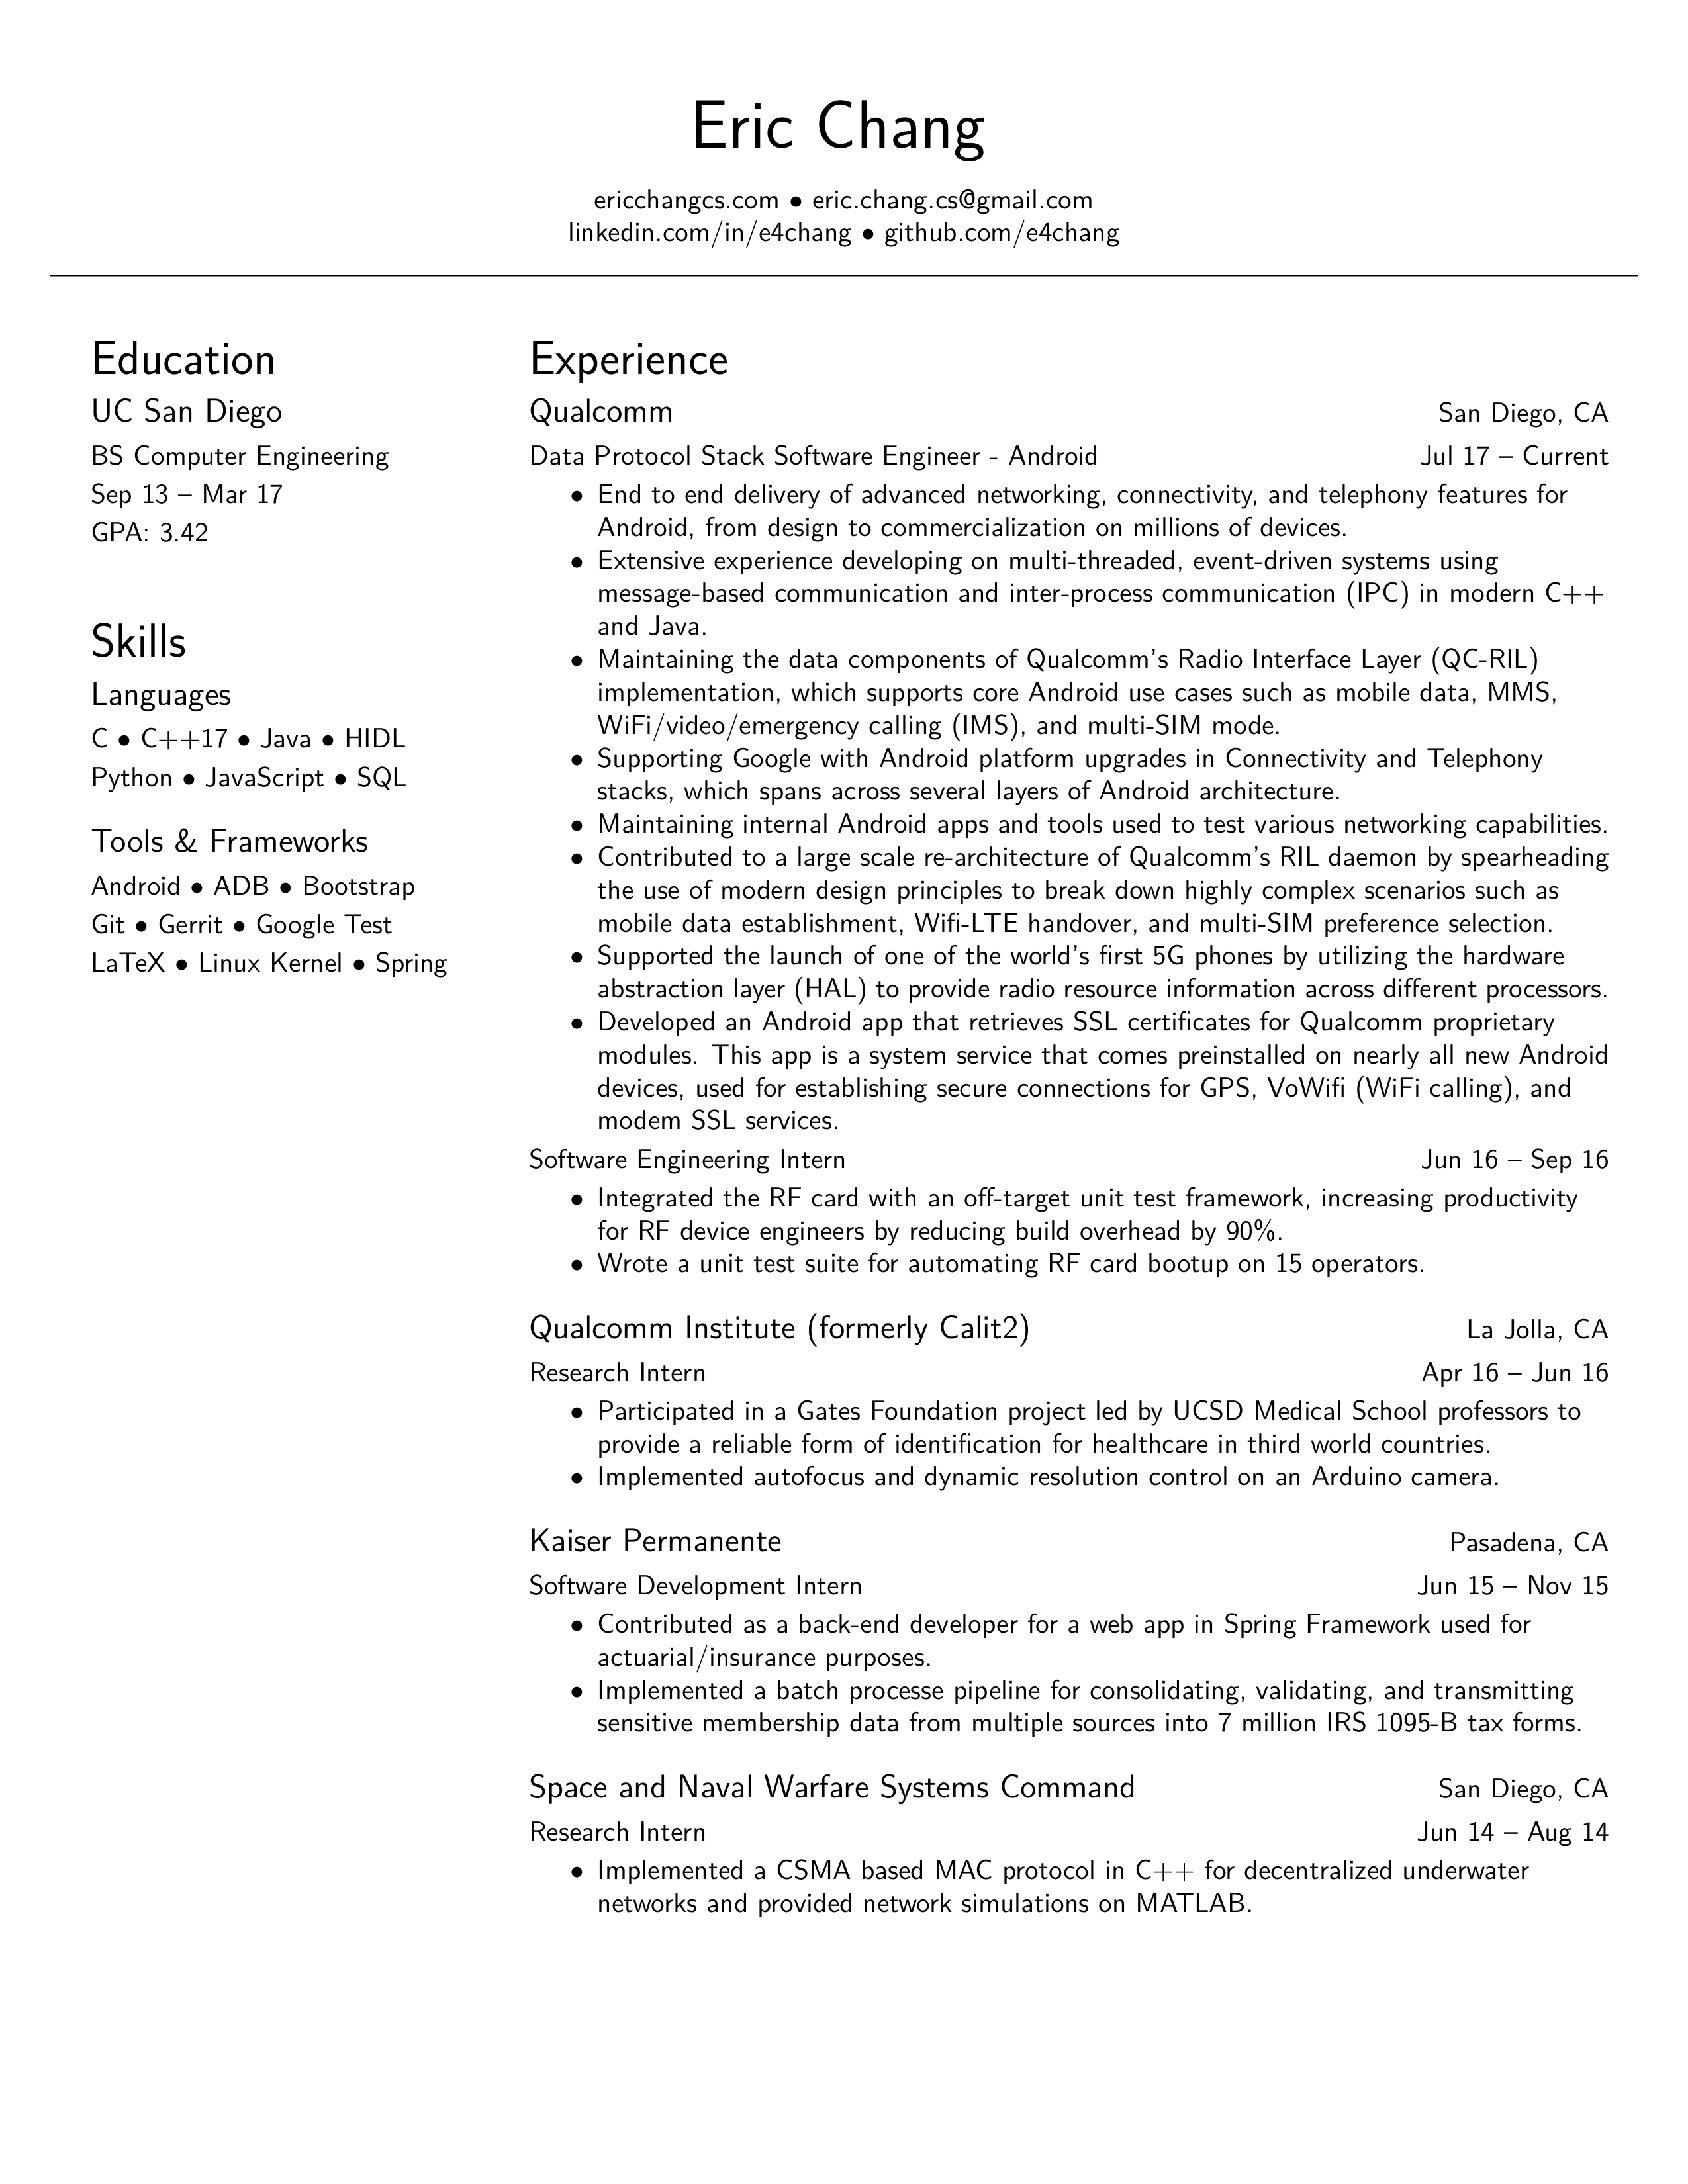 Eric Chang
ericchangcs.com • eric.chang.cs@gmail.com
linkedin.com/in/e4chang • github.com/e4chang
Education
UC San Diego
BS Computer Engineering
Sep 13 – Mar 17
GPA: 3.42
Skills
Languages
C • C++17 • Java • HIDL
Python • JavaScript • SQL
Tools & Frameworks
Android • ADB • Bootstrap
Git • Gerrit • Google Test
LaTeX • Linux Kernel • Spring
Experience
Qualcomm San Diego, CA
Data Protocol Stack Software Engineer - Android Jul 17 – Current
• End to end delivery of advanced networking, connectivity, and telephony features for
Android, from design to commercialization on millions of devices.
• Extensive experience developing on multi-threaded, event-driven systems using
message-based communication and inter-process communication (IPC) in modern C++
and Java.
• Maintaining the data components of Qualcomm's Radio Interface Layer (QC-RIL)
implementation, which supports core Android use cases such as mobile data, MMS,
WiFi/video/emergency calling (IMS), and multi-SIM mode.
• Supporting Google with Android platform upgrades in Connectivity and Telephony
stacks, which spans across several layers of Android architecture.
• Maintaining internal Android apps and tools used to test various networking capabilities.
• Contributed to a large scale re-architecture of Qualcomm's RIL daemon by spearheading
the use of modern design principles to break down highly complex scenarios such as
mobile data establishment, Wifi-LTE handover, and multi-SIM preference selection.
• Supported the launch of one of the world's first 5G phones by utilizing the hardware
abstraction layer (HAL) to provide radio resource information across different processors.
• Developed an Android app that retrieves SSL certificates for Qualcomm proprietary
modules. This app is a system service that comes preinstalled on nearly all new Android
devices, used for establishing secure connections for GPS, VoWifi (WiFi calling), and
modem SSL services.
Software Engineering Intern Jun 16 – Sep 16
• Integrated the RF card with an off-target unit test framework, increasing productivity
for RF device engineers by reducing build overhead by 90%.
• Wrote a unit test suite for automating RF card bootup on 15 operators.
Qualcomm Institute (formerly Calit2) La Jolla, CA
Research Intern Apr 16 – Jun 16
• Participated in a Gates Foundation project led by UCSD Medical School professors to
provide a reliable form of identification for healthcare in third world countries.
• Implemented autofocus and dynamic resolution control on an Arduino camera.
Kaiser Permanente Pasadena, CA
Software Development Intern Jun 15 – Nov 15
• Contributed as a back-end developer for a web app in Spring Framework used for
actuarial/insurance purposes.
• Implemented a batch processe pipeline for consolidating, validating, and transmitting
sensitive membership data from multiple sources into 7 million IRS 1095-B tax forms.
Space and Naval Warfare Systems Command San Diego, CA
Research Intern Jun 14 – Aug 14
• Implemented a CSMA based MAC protocol in C++ for decentralized underwater
networks and provided network simulations on MATLAB.